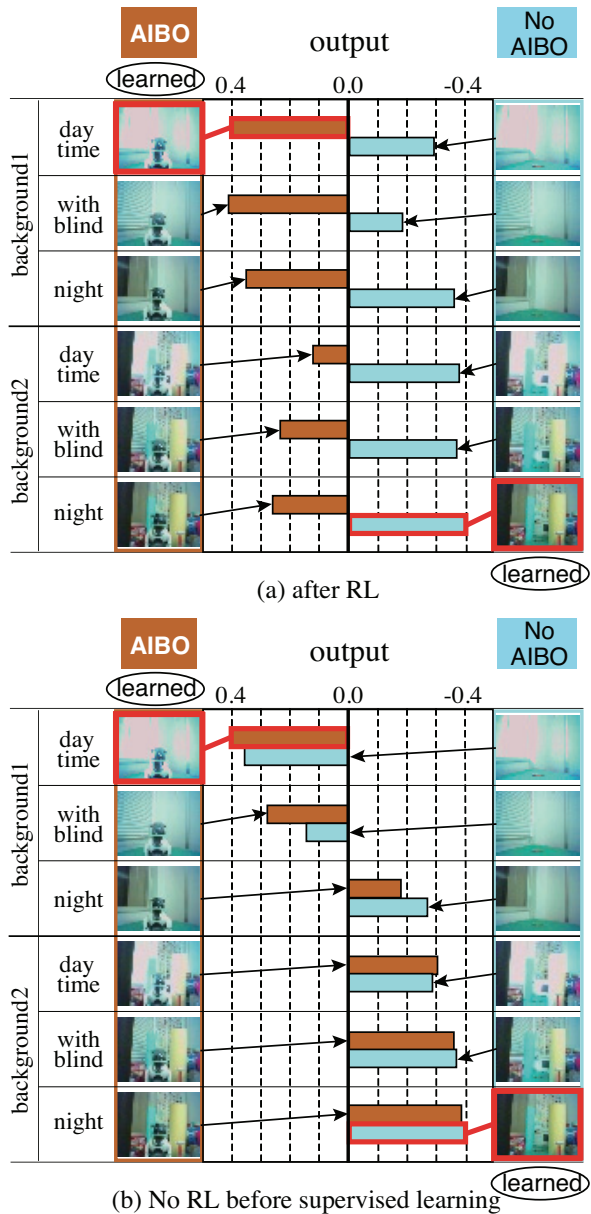 AIBO
output
No
AIBO
learned
0.4
0.0
-0.4
background1
day
time
with
blind
night
background2
day
time
with
blind
night
learned
(a) after RL
AIBO
output
No
AIBO
learned
0.4
0.0
-0.4
background1
day
time
with
blind
night
background2
day
time
with
blind
night
learned
(b) No RL before supervised learning